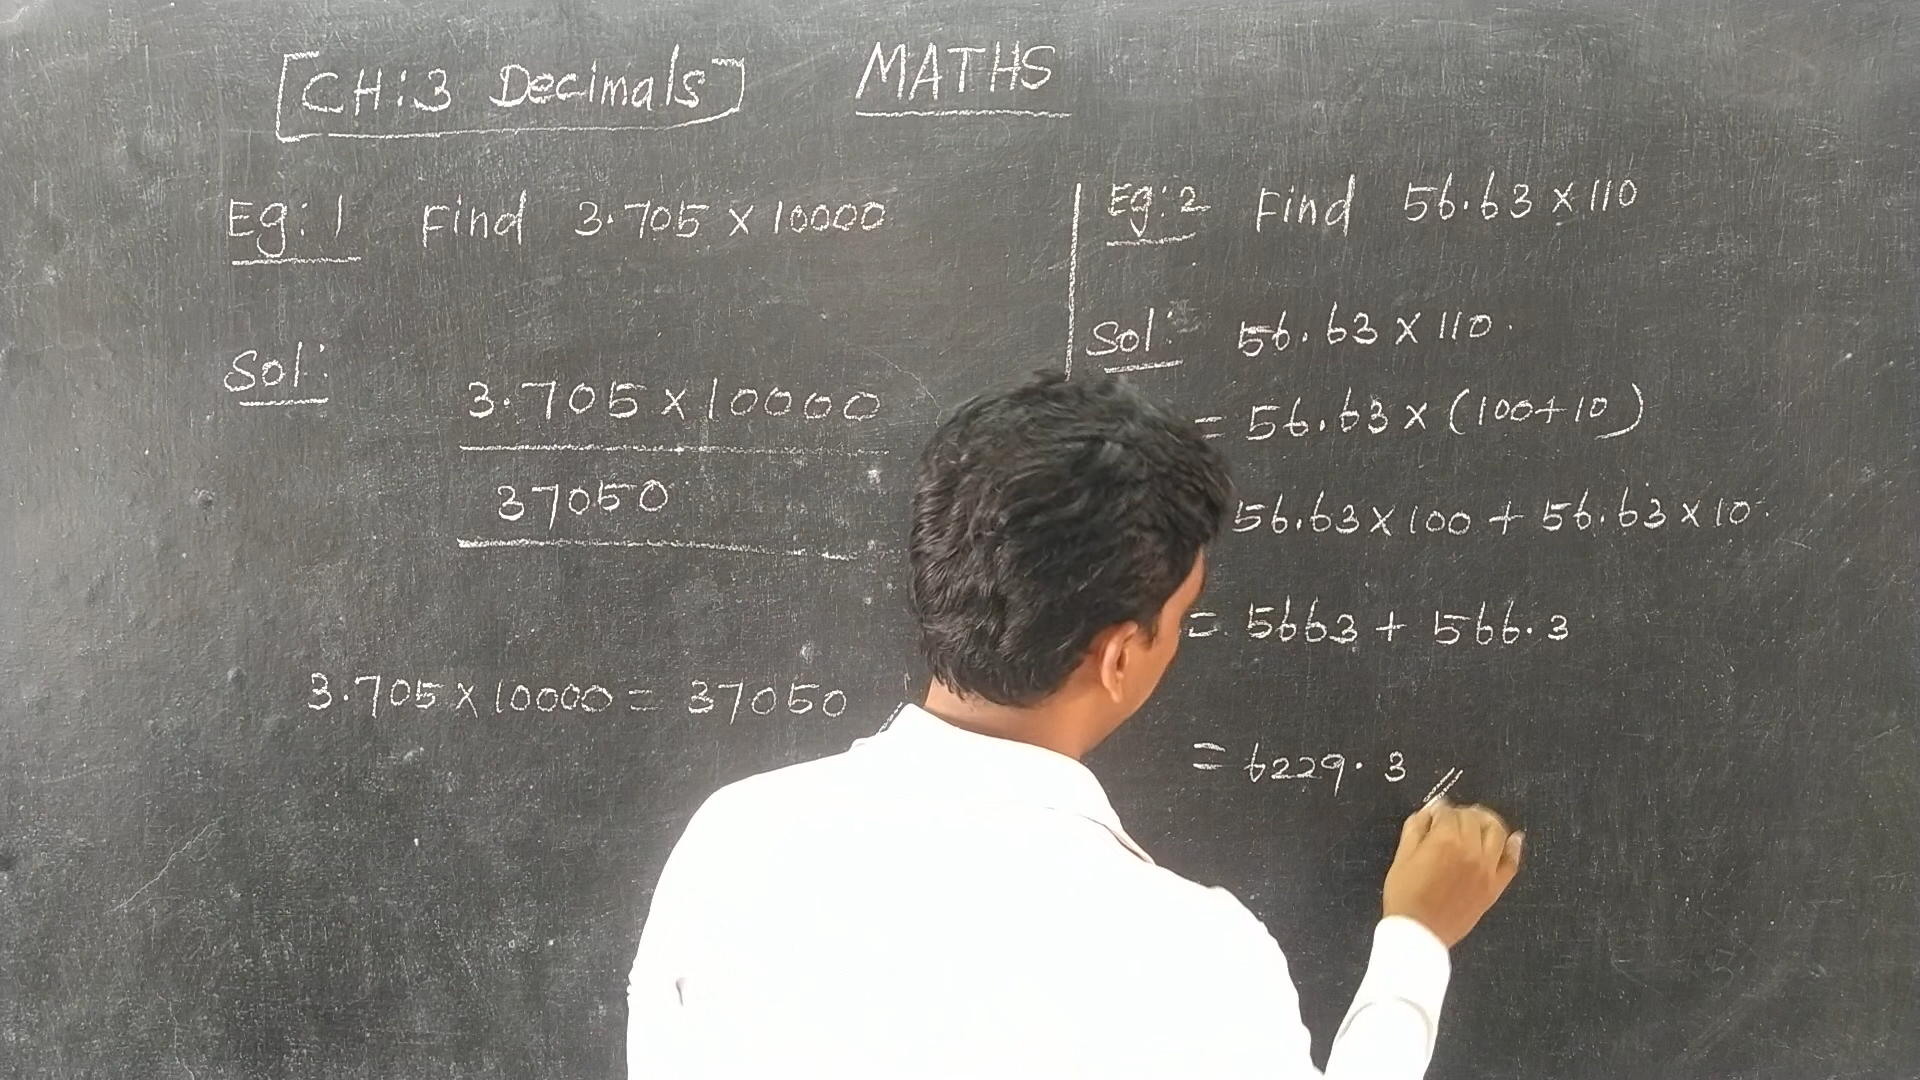 [CH:3 Decimals] MATHS
Eg:1 Find 3.705 x 10000
Sol:
3.705 x 10000
37050
3.705 x 10000 = 37050
Eg:2 Find 56.63 x 110
Sol: 56.63 x 110.
= 56.63 x (100+10)
56.63 x 100 + 56.63 x 10.
= 5663 + 566.3
= 6229.3 //